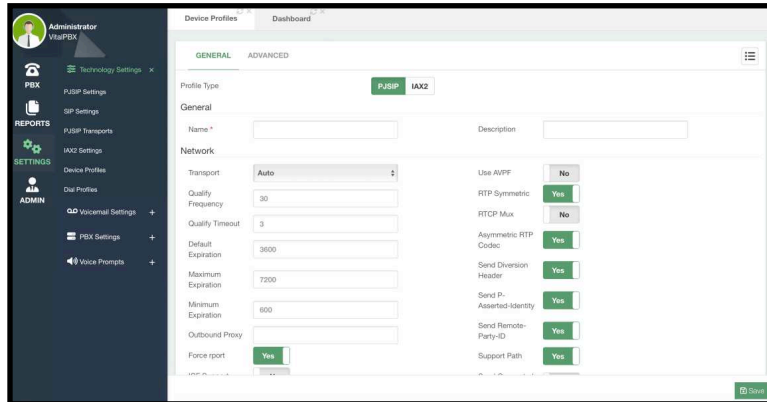 Administrator
VitalPBX
Device Profiles
Dashboard
PBX
REPORTS
SETTINGS
ADMIN
Technology Settings ×
PJSIP Settings
SIP Settings
PJSIP Transports
IAX2 Settings
Device Profiles
Dial Profiles
Voicemail Settings +
PBX Settings +
Voice Prompts +
GENERAL ADVANCED
Profile Type PJSIP IAX2
General
Name * Description
Network
Transport Auto
Qualify Frequency 30
Qualify Timeout 3
Default Expiration 3600
Maximum Expiration 7200
Minimum Expiration 600
Outbound Proxy
Force rport Yes
Use AVPF No
RTP Symmetric Yes
RTCP Mux No
Asymmetric RTP Codec Yes
Send Diversion Header Yes
Send P-Asserted-Identity Yes
Send Remote-Party-ID Yes
Support Path Yes
Save